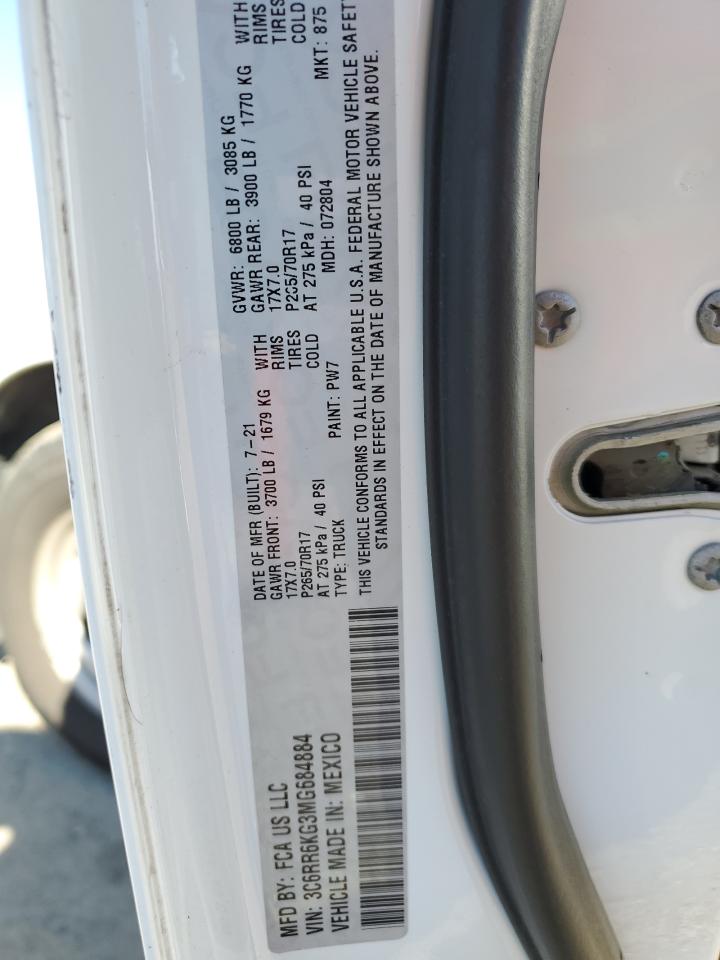 MFD BY: FCA US LLC
VIN: 3C6RR6KG3MG684884
VEHICLE MADE IN: MEXICO
DATE OF MFR (BUILT): 7-21 GVWR: 6800 LB / 3085 KG
GAWR FRONT: 3700 LB / 1679 KG WITH GAWR REAR: 3900 LB / 1770 KG WITH
17X7.0 RIMS 17X7.0 RIMS
P265/70R17 TIRES P265/70R17 TIRES
AT 275 kPa / 40 PSI COLD AT 275 kPa / 40 PSI COLD
TYPE: TRUCK PAINT: PW7 MDH: 072804 MKT: 875
THIS VEHICLE CONFORMS TO ALL APPLICABLE U.S.A. FEDERAL MOTOR VEHICLE SAFETY
STANDARDS IN EFFECT ON THE DATE OF MANUFACTURE SHOWN ABOVE.